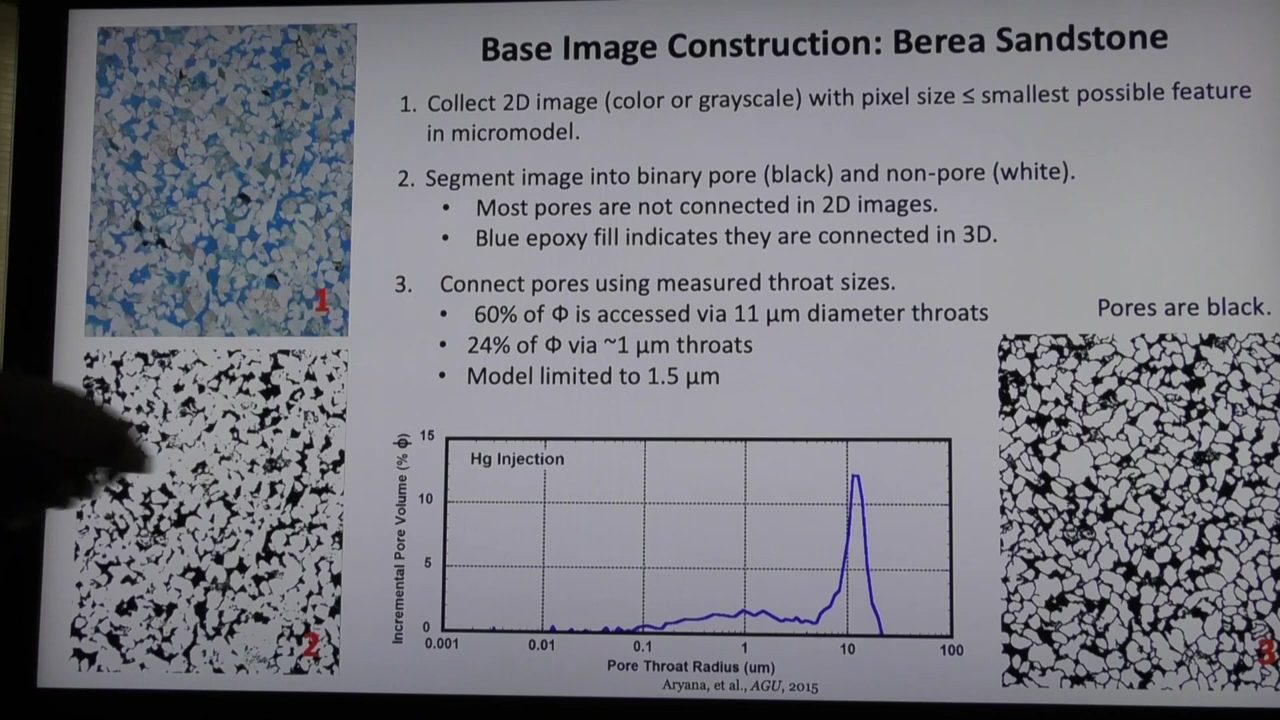 Base Image Construction: Berea Sandstone
1. Collect 2D image (color or grayscale) with pixel size ≤ smallest possible feature
in micromodel.
2. Segment image into binary pore (black) and non-pore (white).
• Most pores are not connected in 2D images.
• Blue epoxy fill indicates they are connected in 3D.
3. Connect pores using measured throat sizes.
• 60% of Φ is accessed via 11 µm diameter throats
• 24% of Φ via ~1 µm throats
• Model limited to 1.5 µm
Pores are black.
1
2
3
Hg Injection
Incremental Pore Volume (% ϕ)
15
10
5
0
0.001 0.01 0.1 1 10 100
Pore Throat Radius (um)
Aryana, et al., AGU, 2015